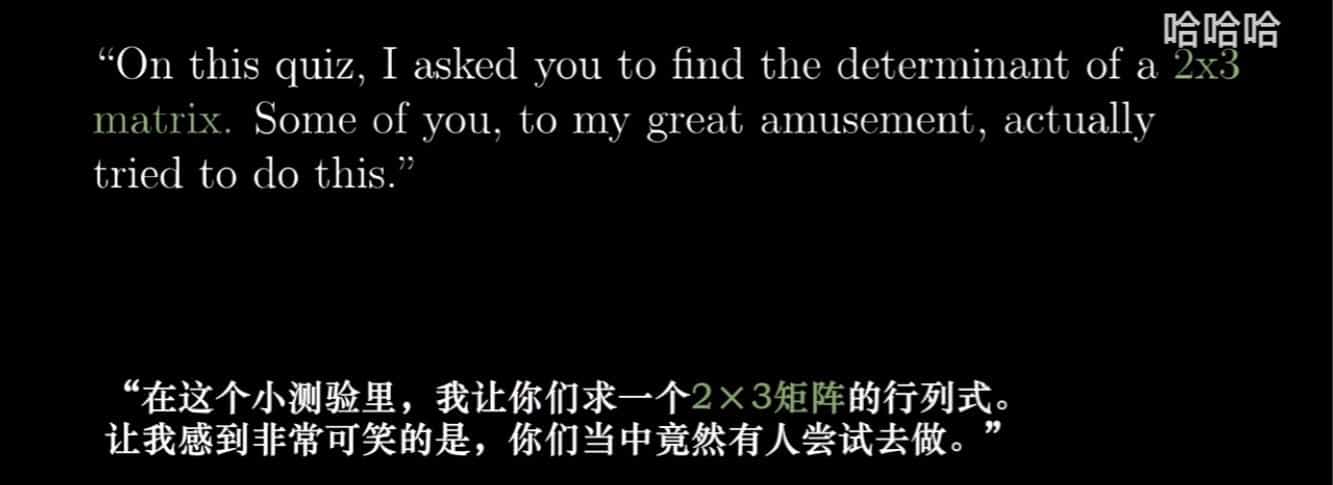 哈哈哈
“On this quiz, I asked you to find the determinant of a 2x3
matrix. Some of you, to my great amusement, actually
tried to do this.”
“在这个小测验里，我让你们求一个2×3矩阵的行列式。
让我感到非常可笑的是，你们当中竟然有人尝试去做。”